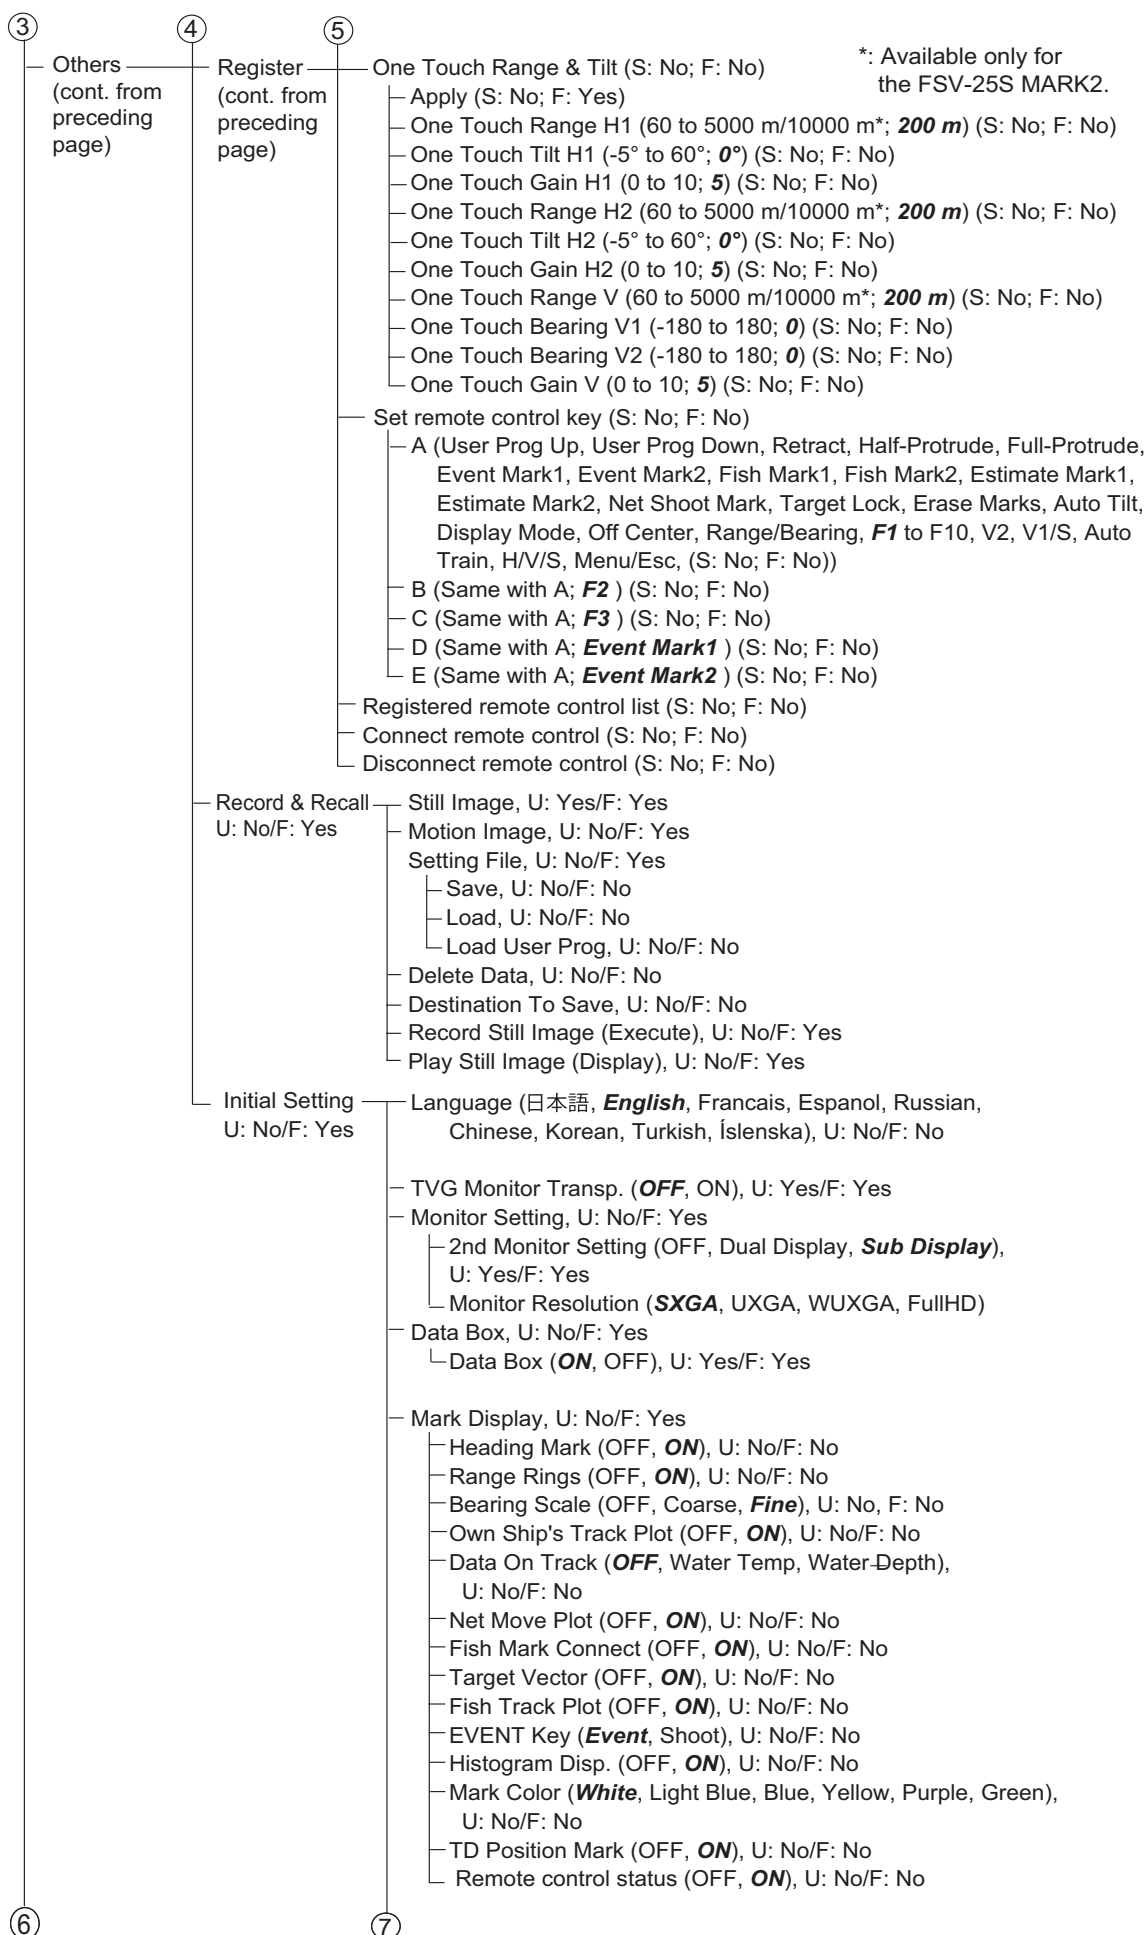 ③ ④ ⑤
*: Available only for
the FSV-25S MARK2.
Others
(cont. from
preceding
page)
Register
(cont. from
preceding
page)
One Touch Range & Tilt (S: No; F: No)
Apply (S: No; F: Yes)
One Touch Range H1 (60 to 5000 m/10000 m*; 200 m) (S: No; F: No)
One Touch Tilt H1 (-5° to 60°; 0°) (S: No; F: No)
One Touch Gain H1 (0 to 10; 5) (S: No; F: No)
One Touch Range H2 (60 to 5000 m/10000 m*; 200 m) (S: No; F: No)
One Touch Tilt H2 (-5° to 60°; 0°) (S: No; F: No)
One Touch Gain H2 (0 to 10; 5) (S: No; F: No)
One Touch Range V (60 to 5000 m/10000 m*; 200 m) (S: No; F: No)
One Touch Bearing V1 (-180 to 180; 0) (S: No; F: No)
One Touch Bearing V2 (-180 to 180; 0) (S: No; F: No)
One Touch Gain V (0 to 10; 5) (S: No; F: No)
Set remote control key (S: No; F: No)
A (User Prog Up, User Prog Down, Retract, Half-Protrude, Full-Protrude,
Event Mark1, Event Mark2, Fish Mark1, Fish Mark2, Estimate Mark1,
Estimate Mark2, Net Shoot Mark, Target Lock, Erase Marks, Auto Tilt,
Display Mode, Off Center, Range/Bearing, F1 to F10, V2, V1/S, Auto
Train, H/V/S, Menu/Esc, (S: No; F: No))
B (Same with A; F2 ) (S: No; F: No)
C (Same with A; F3 ) (S: No; F: No)
D (Same with A; Event Mark1 ) (S: No; F: No)
E (Same with A; Event Mark2 ) (S: No; F: No)
Registered remote control list (S: No; F: No)
Connect remote control (S: No; F: No)
Disconnect remote control (S: No; F: No)
Record & Recall
U: No/F: Yes
Still Image, U: Yes/F: Yes
Motion Image, U: No/F: Yes
Setting File, U: No/F: Yes
Save, U: No/F: No
Load, U: No/F: No
Load User Prog, U: No/F: No
Delete Data, U: No/F: No
Destination To Save, U: No/F: No
Record Still Image (Execute), U: No/F: Yes
Play Still Image (Display), U: No/F: Yes
Initial Setting
U: No/F: Yes
Language (日本語, English, Francais, Espanol, Russian,
Chinese, Korean, Turkish, Íslenska), U: No/F: No
TVG Monitor Transp. (OFF, ON), U: Yes/F: Yes
Monitor Setting, U: No/F: Yes
2nd Monitor Setting (OFF, Dual Display, Sub Display),
U: Yes/F: Yes
Monitor Resolution (SXGA, UXGA, WUXGA, FullHD)
Data Box, U: No/F: Yes
Data Box (ON, OFF), U: Yes/F: Yes
Mark Display, U: No/F: Yes
Heading Mark (OFF, ON), U: No/F: No
Range Rings (OFF, ON), U: No/F: No
Bearing Scale (OFF, Coarse, Fine), U: No, F: No
Own Ship's Track Plot (OFF, ON), U: No/F: No
Data On Track (OFF, Water Temp, Water Depth),
U: No/F: No
Net Move Plot (OFF, ON), U: No/F: No
Fish Mark Connect (OFF, ON), U: No/F: No
Target Vector (OFF, ON), U: No/F: No
Fish Track Plot (OFF, ON), U: No/F: No
EVENT Key (Event, Shoot), U: No/F: No
Histogram Disp. (OFF, ON), U: No/F: No
Mark Color (White, Light Blue, Blue, Yellow, Purple, Green),
U: No/F: No
TD Position Mark (OFF, ON), U: No/F: No
Remote control status (OFF, ON), U: No/F: No
⑥ ⑦